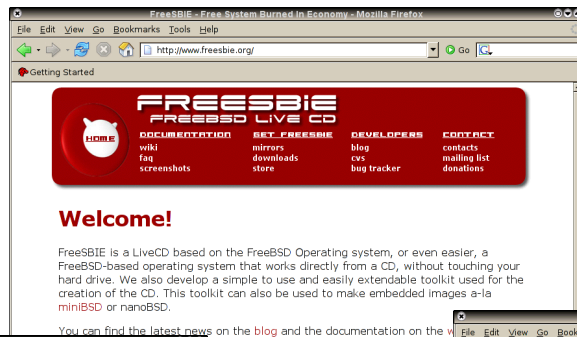 FreeSBIE - Free System Burned In Economy - Mozilla Firefox
File Edit View Go Bookmarks Tools Help
http://www.freesbie.org/ Go G
Getting Started
FREESBIE
FREEBSD LIVE CD
HOME
DOCUMENTATION GET FREESBIE DEVELOPERS CONTACT
wiki mirrors blog contacts
faq downloads cvs mailing list
screenshots store bug tracker donations
Welcome!
FreeSBIE is a LiveCD based on the FreeBSD Operating system, or even easier, a
FreeBSD-based operating system that works directly from a CD, without touching your
hard drive. We also develop a simple to use and easily extendable toolkit used for the
creation of the CD. This toolkit can also be used to make embedded images a-la
miniBSD or nanoBSD.
You can find the latest news on the blog and the documentation on the
File Edit View Go Book